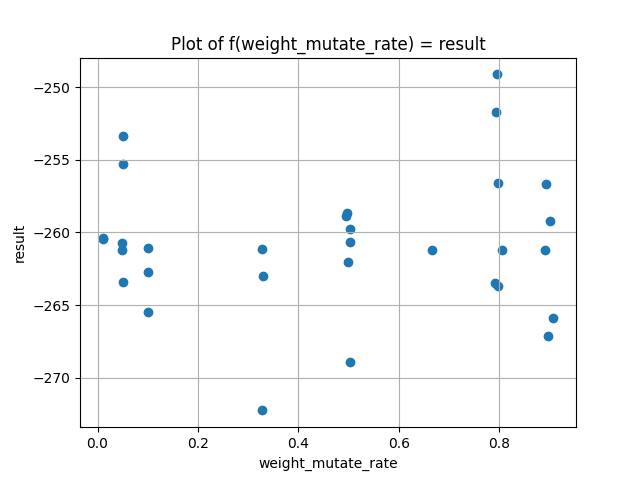 Plot of f(weight_mutate_rate) = result
−250
−255
−260
−265
−270
result
0.0 0.2 0.4 0.6 0.8
weight_mutate_rate